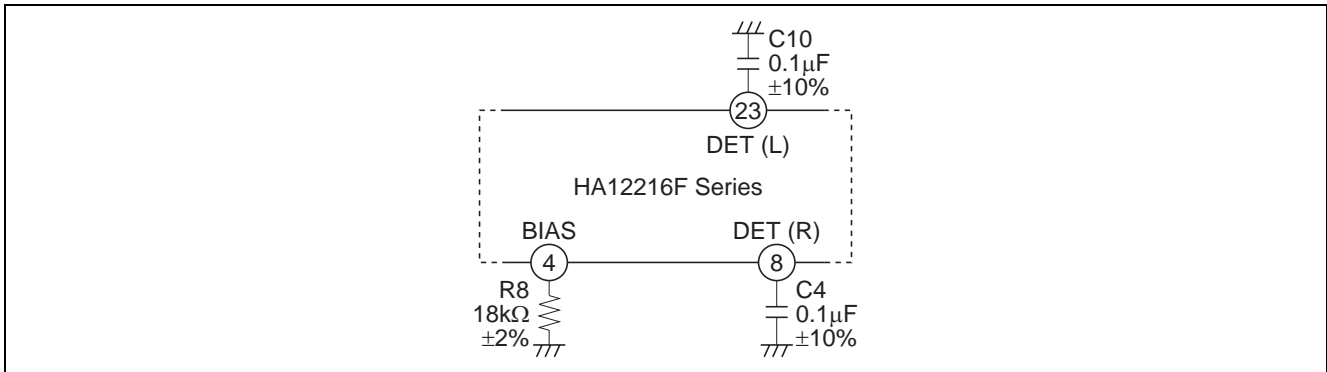 C10
0.1μF
±10%
23
DET (L)
HA12216F Series
BIAS
DET (R)
4
8
R8
18kΩ
±2%
C4
0.1μF
±10%